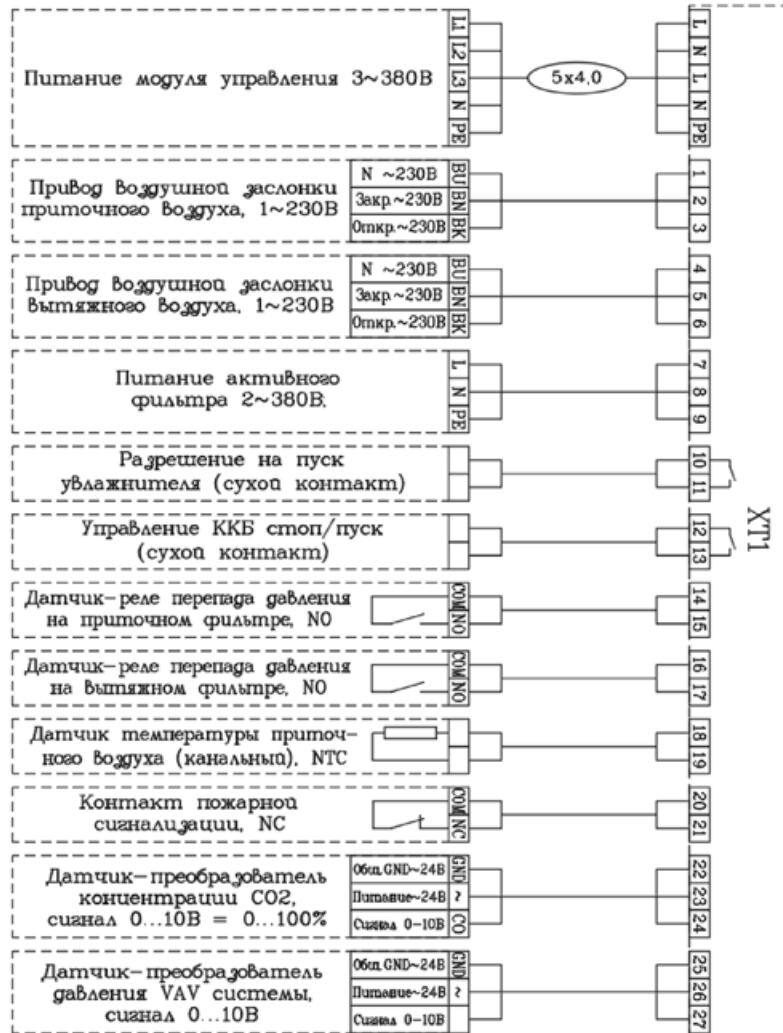 Питание модуля управления 3~380В
L1
L2
L3
N
PE
5x4,0
L
N
L
N
PE
Привод воздушной заслонки
приточного воздуха, 1~230В
N ~230В
Закр.~230В
Откр.~230В
BU
BN
BK
1
2
3
Привод воздушной заслонки
вытяжного воздуха, 1~230В
N ~230В
Закр.~230В
Откр.~230В
BU
BN
BK
4
5
6
Питание активного
фильтра 2~380В;
L
N
PE
7
8
9
Разрешение на пуск
увлажнителя (сухой контакт)
10
11
Управление ККБ стоп/пуск
(сухой контакт)
12
13
XT1
Датчик-реле перепада давления
на приточном фильтре, NO
COM
NO
14
15
Датчик-реле перепада давления
на вытяжном фильтре, NO
COM
NO
16
17
Датчик температуры приточ-
ного воздуха (канальный), NTC
18
19
Контакт пожарной
сигнализации, NC
COM
NC
20
21
Датчик-преобразователь
концентрации CO2,
сигнал 0...10В = 0...100%
Общ. GND~24В
Питание~24В
Сигнал 0-10В
GND
~
CO
22
23
24
Датчик-преобразователь
давления VAV системы,
сигнал 0...10В
Общ. GND~24В
Питание~24В
Сигнал 0-10В
GND
~
25
26
27